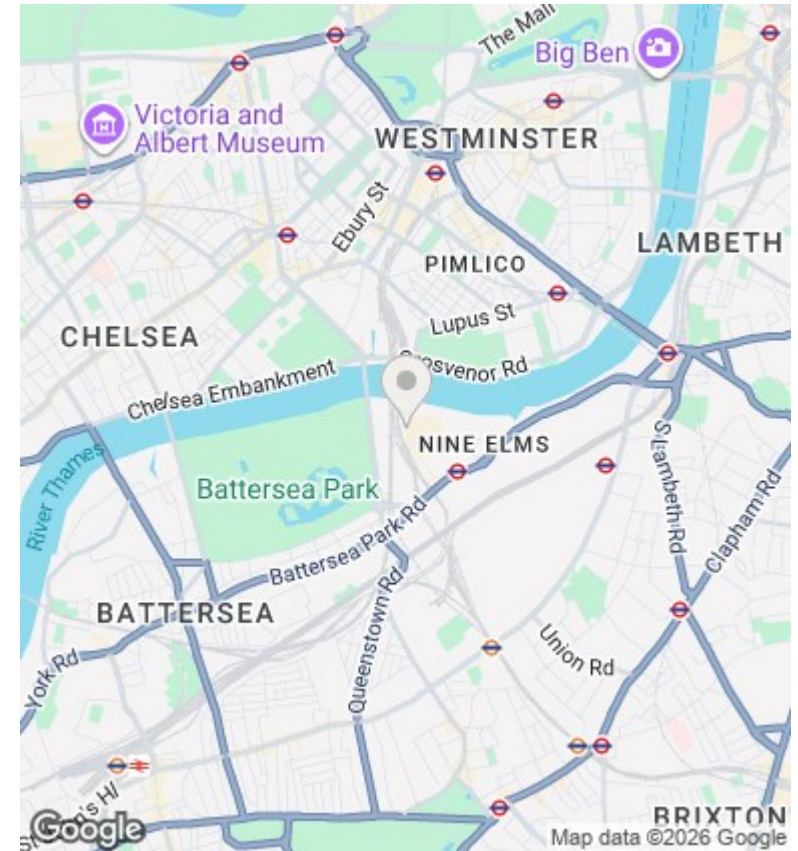 The Mall
Big Ben
Victoria and
Albert Museum
WESTMINSTER
Ebury St
LAMBETH
PIMLICO
Lupus St
CHELSEA
Grosvenor Rd
Chelsea Embankment
NINE ELMS
River Thames
Battersea Park
S Lambeth Rd
Clapham Rd
Battersea Park Rd
BATTERSEA
Queenstown Rd
Union Rd
York Rd
BRIXTON
Google
Map data ©2026 Google